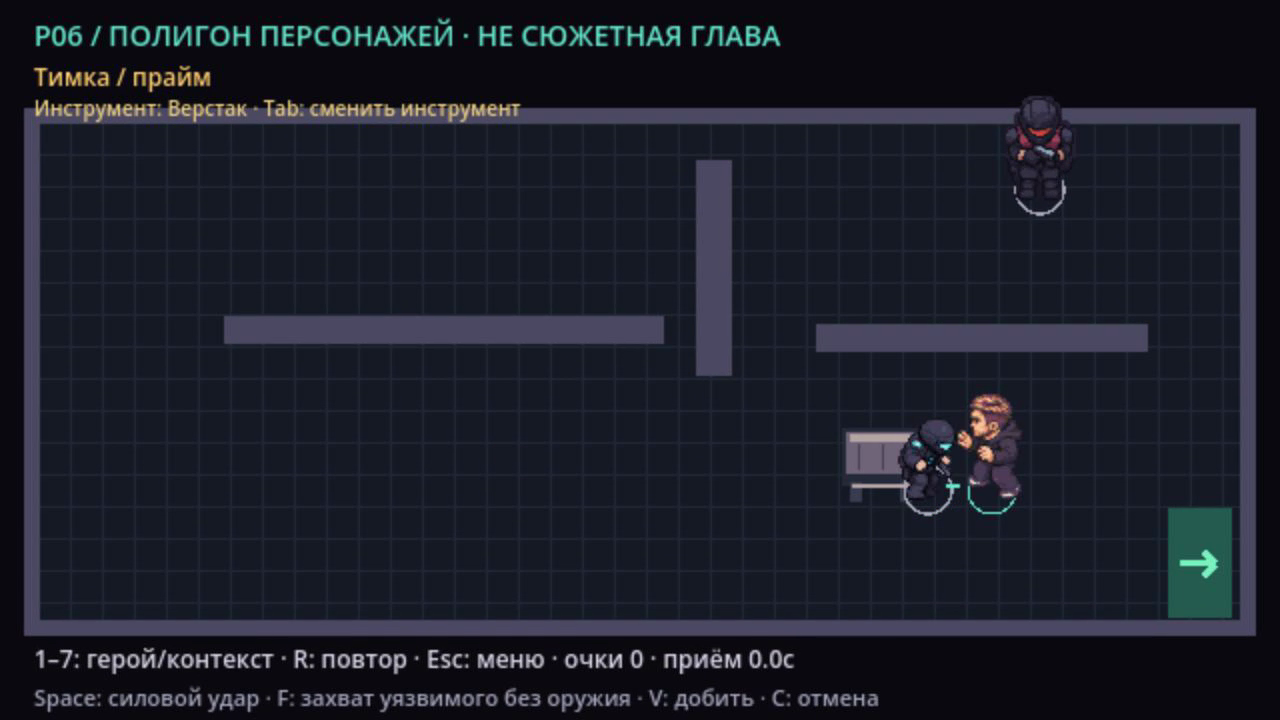 P06 / ПОЛИГОН ПЕРСОНАЖЕЙ · НЕ СЮЖЕТНАЯ ГЛАВА
Тимка / прайм
Инструмент: Верстак · Tab: сменить инструмент
1–7: герой/контекст · R: повтор · Esc: меню · очки 0 · приём 0.0с
Space: силовой удар · F: захват уязвимого без оружия · V: добить · C: отмена